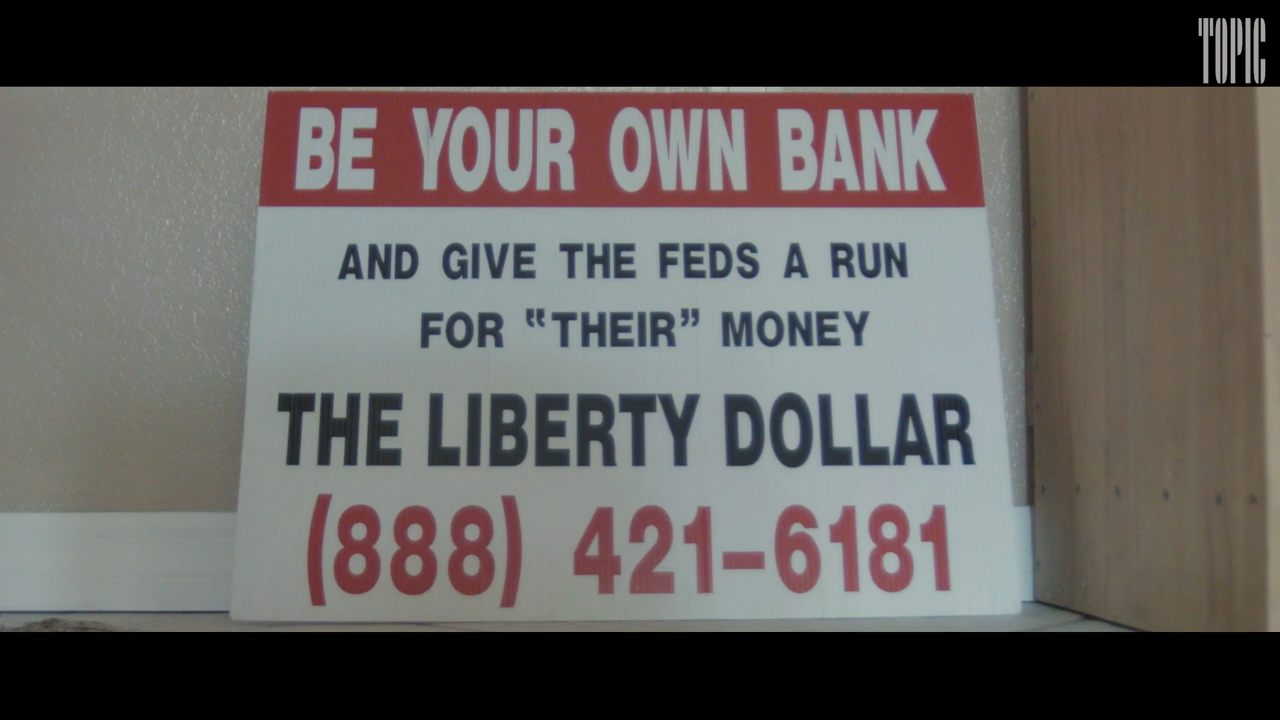 TOPIC
BE YOUR OWN BANK
AND GIVE THE FEDS A RUN
FOR “THEIR” MONEY
THE LIBERTY DOLLAR
(888) 421-6181